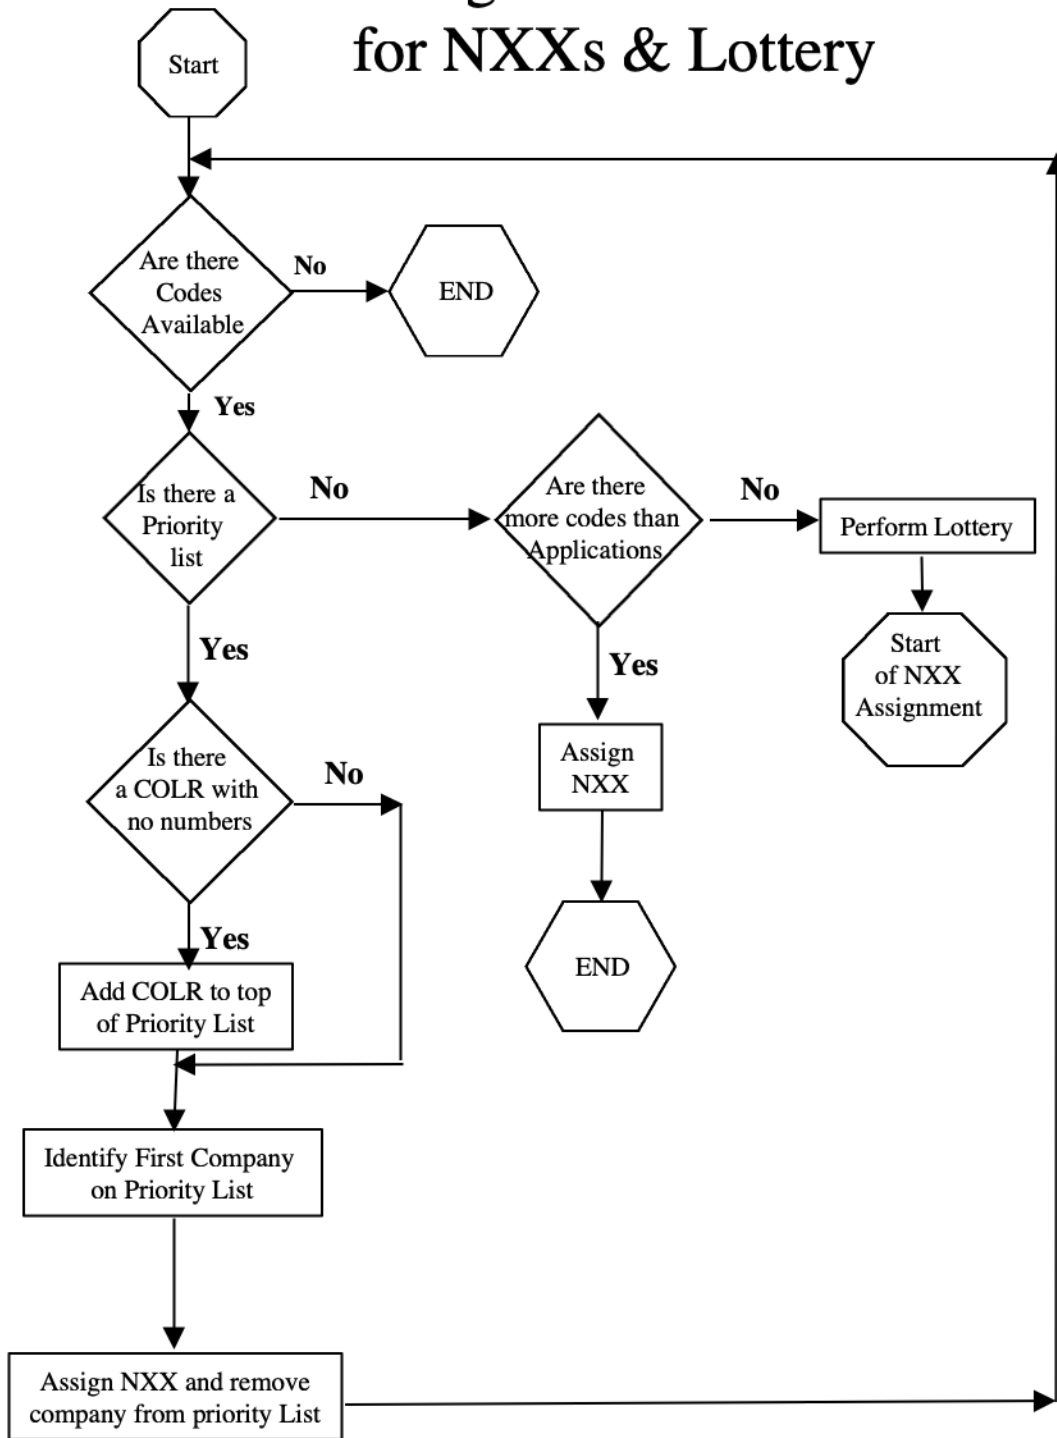 for NXXs & Lottery
Start
Are there
Codes
Available
No
END
Yes
Is there a
Priority
list
No
Are there
more codes than
Applications
No
Perform Lottery
Start
of NXX
Assignment
Yes
Assign
NXX
END
Yes
Is there
a COLR with
no numbers
No
Yes
Add COLR to top
of Priority List
Identify First Company
on Priority List
Assign NXX and remove
company from priority List